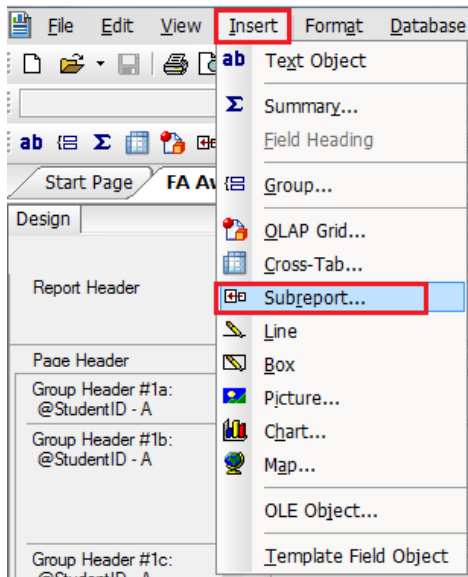 File Edit View Insert Format Database
ab Text Object
Σ Summary...
Field Heading
ab Σ
Start Page FA Av
Group...
Design
OLAP Grid...
Cross-Tab...
Report Header
Subreport...
Line
Page Header
Box
Group Header #1a:
@StudentID - A
Picture...
Group Header #1b:
@StudentID - A
Chart...
Map...
OLE Object...
Group Header #1c:
Template Field Object
@StudentID - A